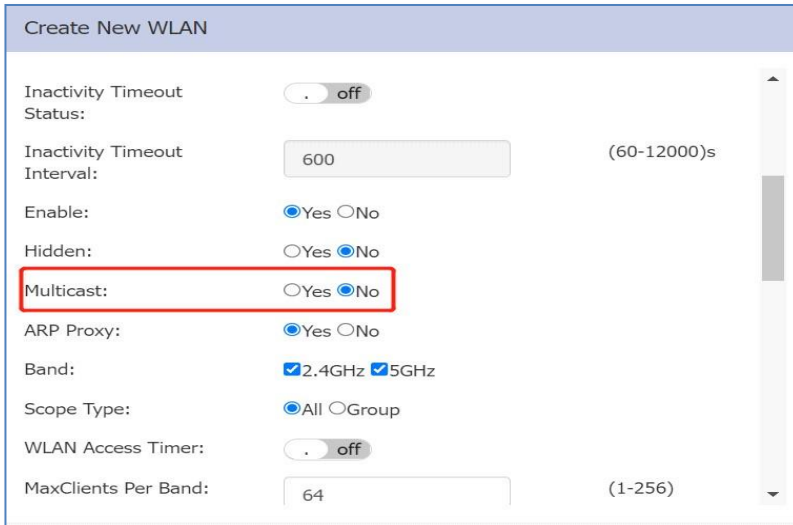 Create New WLAN
Inactivity Timeout
Status:
off
Inactivity Timeout
Interval:
600
(60-12000)s
Enable:
Yes No
Hidden:
Yes No
Multicast:
Yes No
ARP Proxy:
Yes No
Band:
2.4GHz 5GHz
Scope Type:
All Group
WLAN Access Timer:
off
MaxClients Per Band:
64
(1-256)